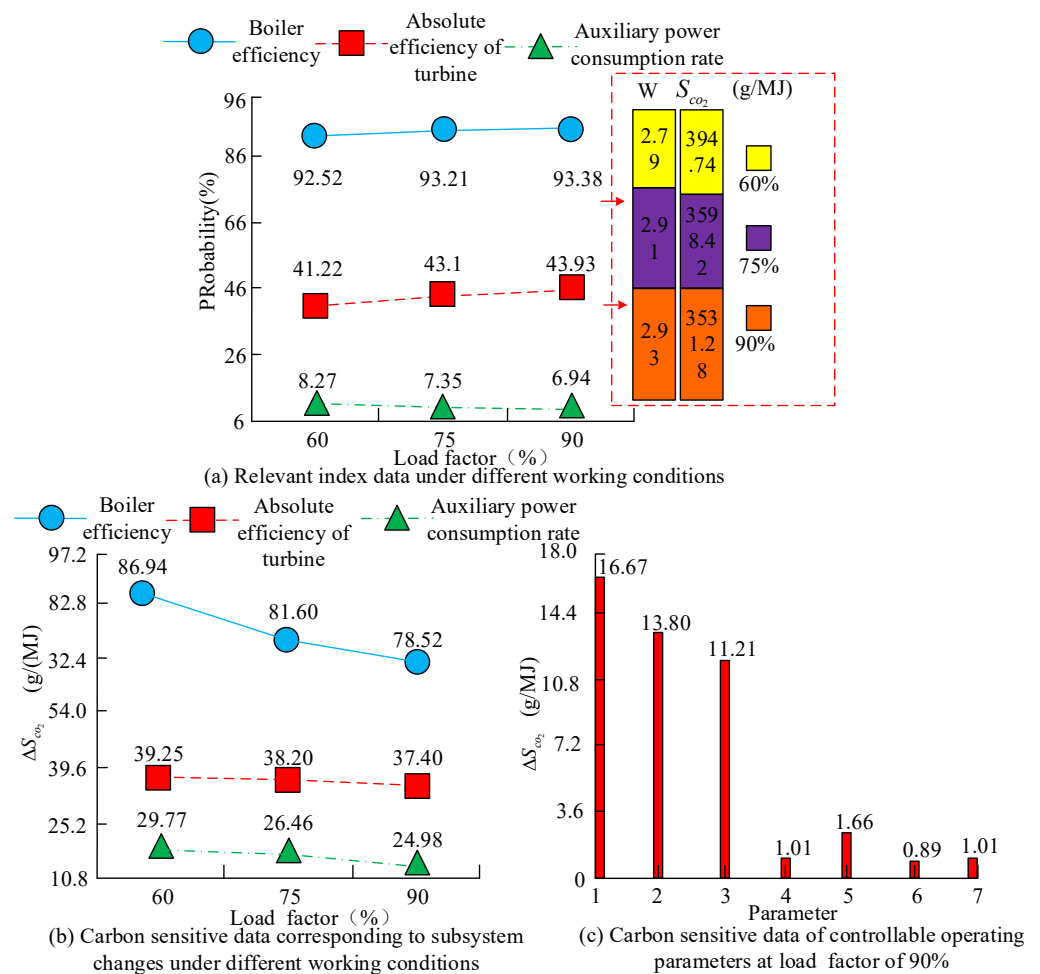 Boiler
efficiency
Absolute
efficiency of
turbine
Auxiliary power
consumption rate
PRobability(%)
96
86
66
46
26
6
92.52
93.21
93.38
41.22
43.1
43.93
8.27
7.35
6.94
60
75
90
Load factor（%）
W
S_{co_2}
(g/MJ)
2.7
9
394
.74
2.9
1
359
8.4
2
2.9
3
353
1.2
8
60%
75%
90%
(a) Relevant index data under different working conditions
Boiler
efficiency
Absolute
efficiency of
turbine
Auxiliary power
consumption rate
ΔS_{co_2} (g/(MJ)
97.2
82.8
32.4
54.0
39.6
25.2
10.8
86.94
81.60
78.52
39.25
38.20
37.40
29.77
26.46
24.98
60
75
90
Load factor（%）
(b) Carbon sensitive data corresponding to subsystem
changes under different working conditions
ΔS_{co_2} (g/MJ)
18.0
14.4
10.8
7.2
3.6
0
16.67
13.80
11.21
1.01
1.66
0.89
1.01
1
2
3
4
5
6
7
Parameter
(c) Carbon sensitive data of controllable operating
parameters at load factor of 90%